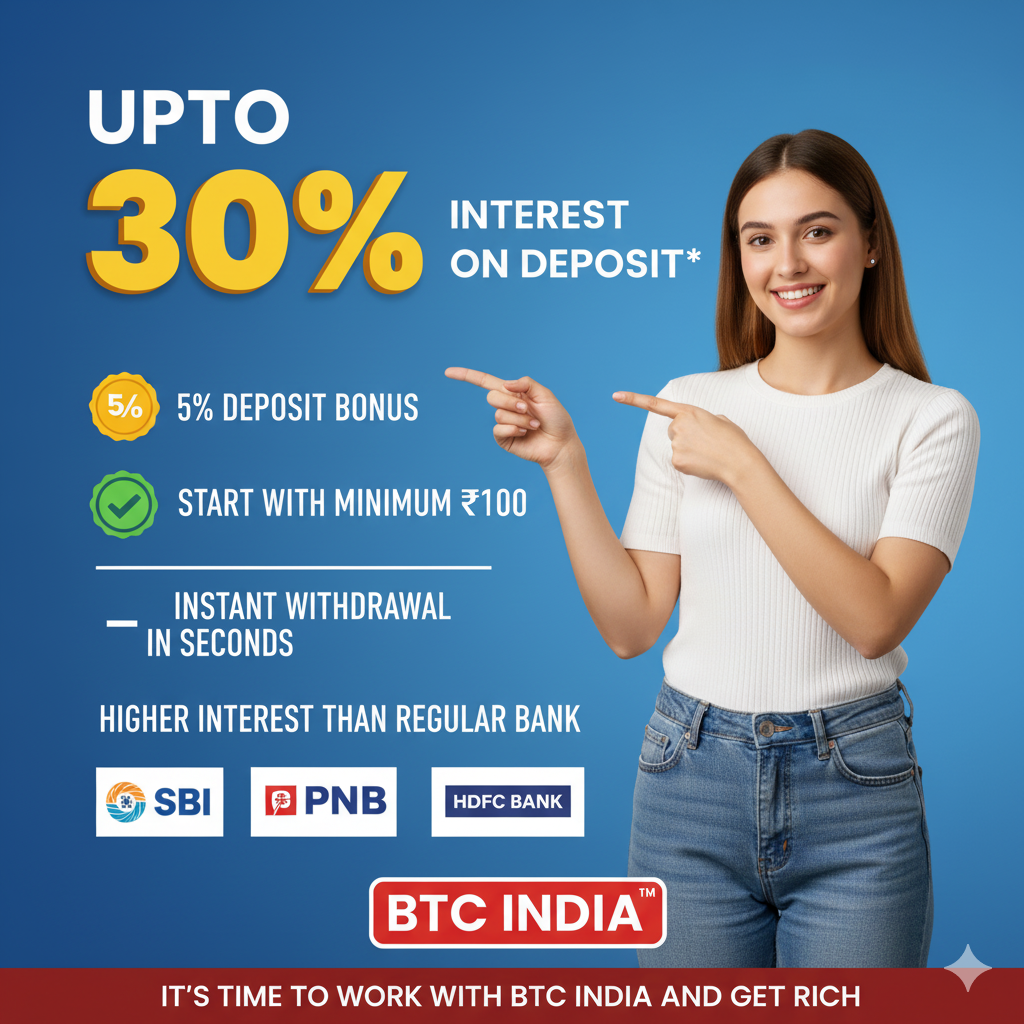 UPTO
30%
INTEREST
ON DEPOSIT*
5%
5% DEPOSIT BONUS
START WITH MINIMUM ₹100
INSTANT WITHDRAWAL
IN SECONDS
HIGHER INTEREST THAN REGULAR BANK
SBI
PNB
HDFC BANK
BTC INDIA™
IT'S TIME TO WORK WITH BTC INDIA AND GET RICH